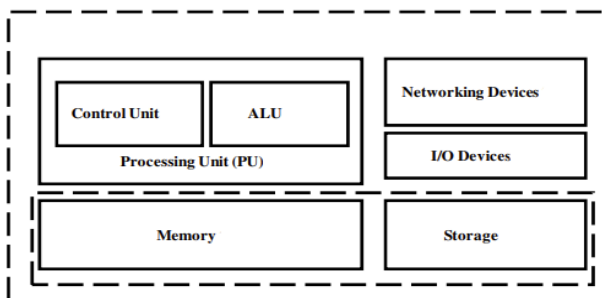 Control Unit
ALU
Processing Unit (PU)
Networking Devices
I/O Devices
Memory
Storage